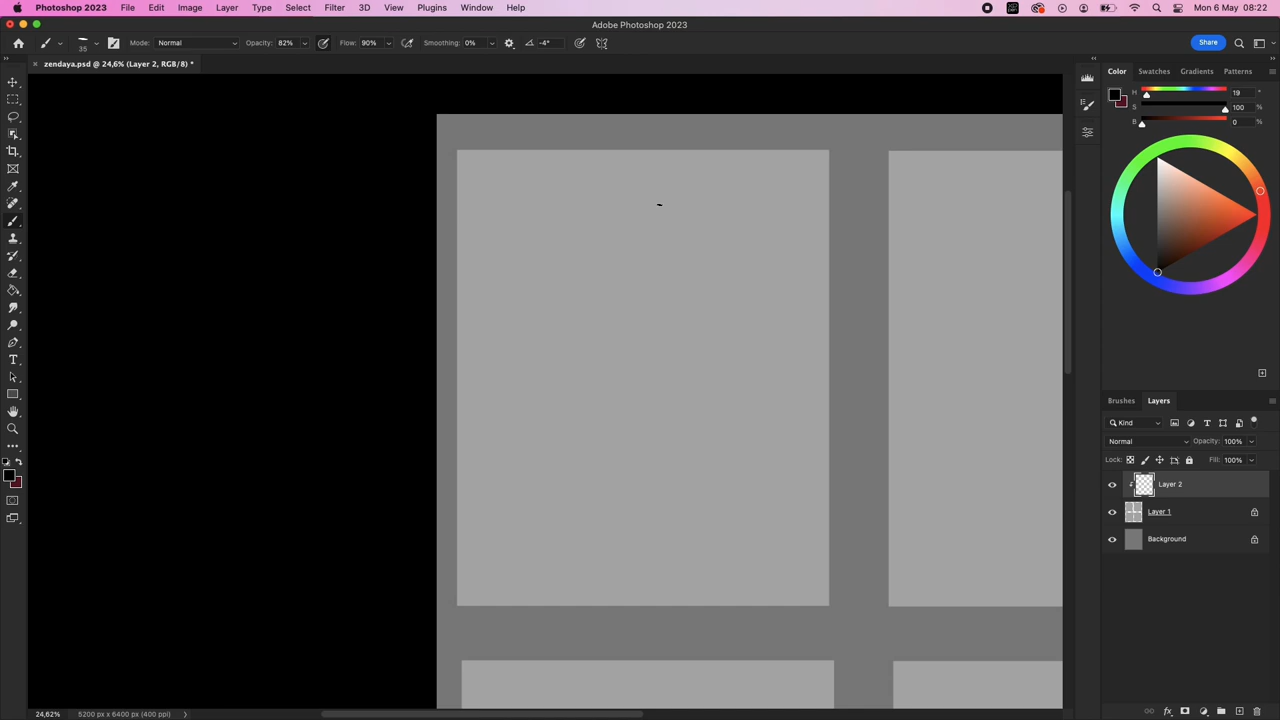 Photoshop 2023 File Edit Image Layer Type Select Filter 3D View Plugins Window Help Mon 6 May 08:22
Adobe Photoshop 2023
35 Mode: Normal Opacity: 82% Flow: 90% Smoothing: 0% -4° Share
zendaya.psd @ 24,6% (Layer 2, RGB/8) *
Color Swatches Gradients Patterns
H 19 °
S 100 %
B 0 %
Brushes Layers
Kind
Normal Opacity: 100%
Lock: Fill: 100%
Layer 2
Layer 1
Background
24,62% 5200 px x 6400 px (400 ppi)